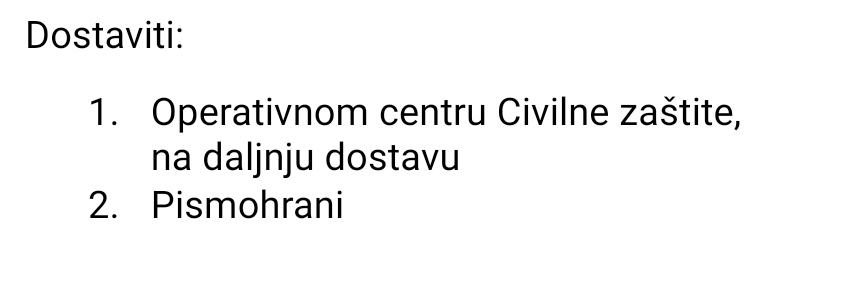 Dostaviti:
1. Operativnom centru Civilne zaštite,
na daljnju dostavu
2. Pismohrani